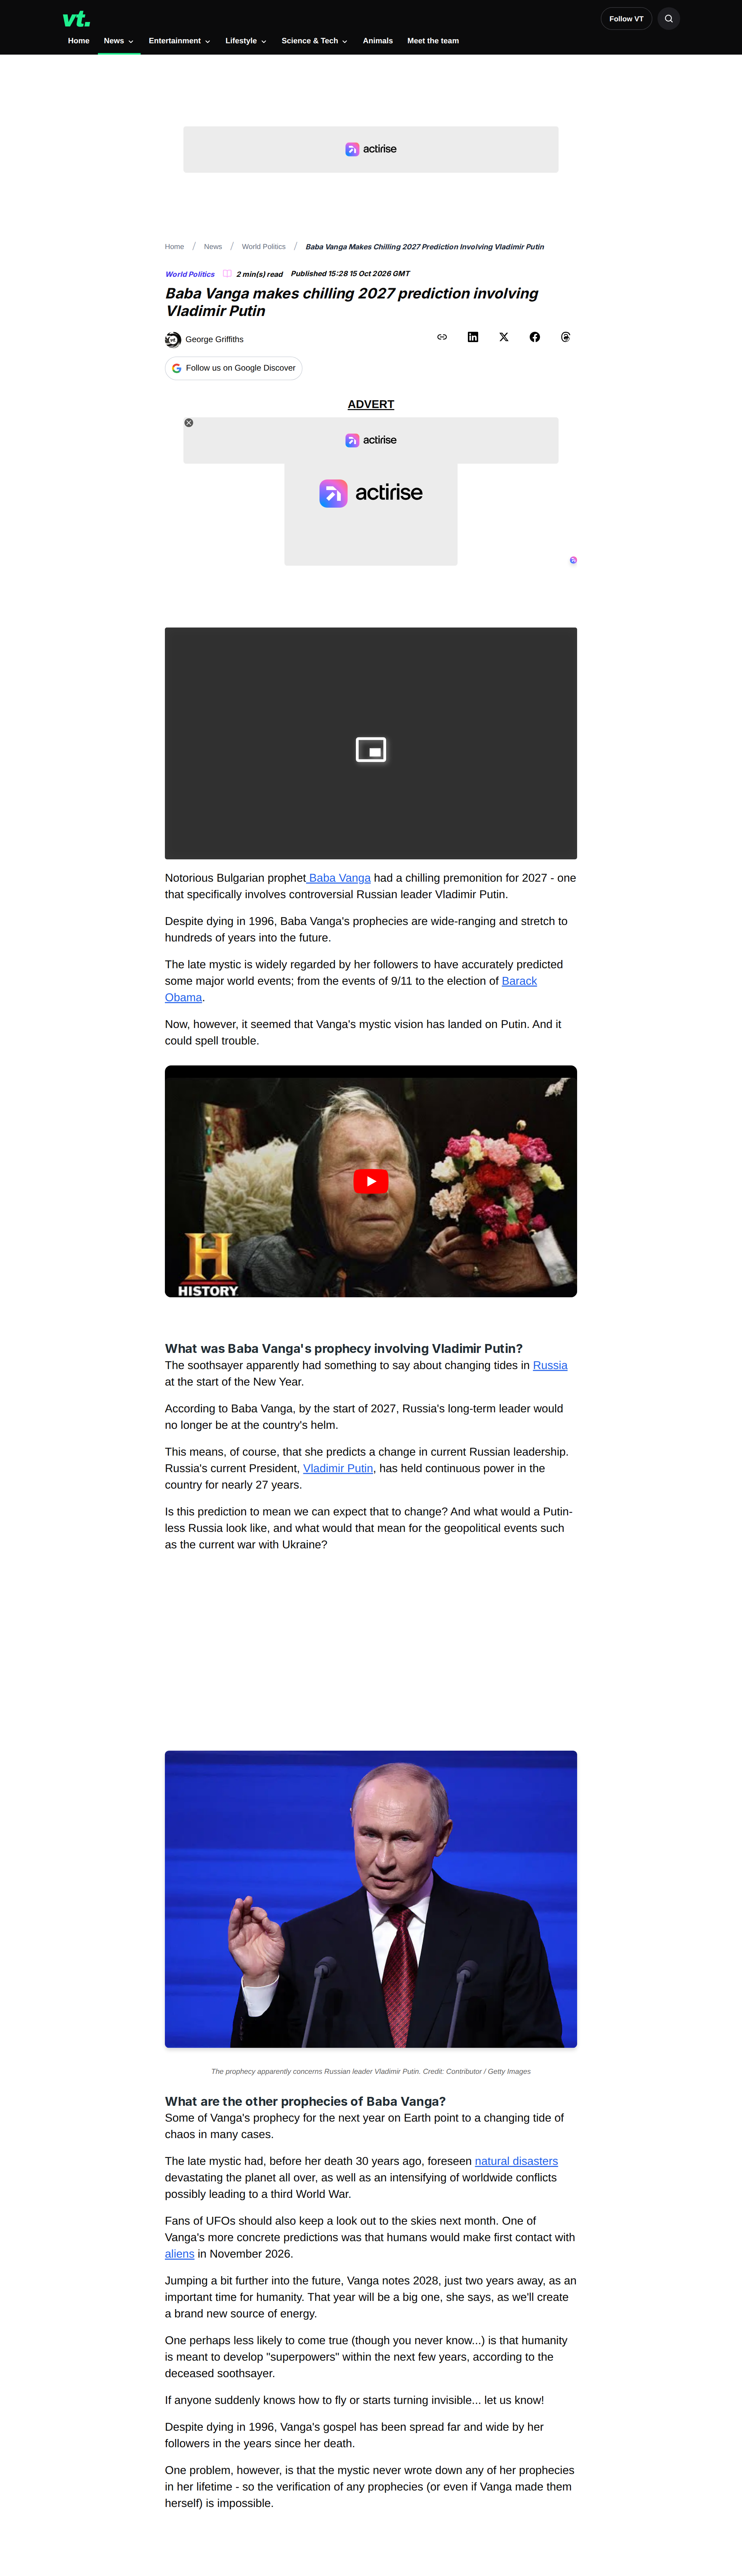 vt.
Follow VT
Home News Entertainment Lifestyle Science & Tech Animals Meet the team
actirise
Home / News / World Politics / Baba Vanga Makes Chilling 2027 Prediction Involving Vladimir Putin
World Politics 2 min(s) read Published 15:28 15 Oct 2026 GMT
Baba Vanga makes chilling 2027 prediction involving
Vladimir Putin
George Griffiths
Follow us on Google Discover
ADVERT
actirise
actirise
Notorious Bulgarian prophet Baba Vanga had a chilling premonition for 2027 - one
that specifically involves controversial Russian leader Vladimir Putin.
Despite dying in 1996, Baba Vanga's prophecies are wide-ranging and stretch to
hundreds of years into the future.
The late mystic is widely regarded by her followers to have accurately predicted
some major world events; from the events of 9/11 to the election of Barack
Obama.
Now, however, it seemed that Vanga's mystic vision has landed on Putin. And it
could spell trouble.
H
HISTORY
What was Baba Vanga's prophecy involving Vladimir Putin?
The soothsayer apparently had something to say about changing tides in Russia
at the start of the New Year.
According to Baba Vanga, by the start of 2027, Russia's long-term leader would
no longer be at the country's helm.
This means, of course, that she predicts a change in current Russian leadership.
Russia's current President, Vladimir Putin, has held continuous power in the
country for nearly 27 years.
Is this prediction to mean we can expect that to change? And what would a Putin-
less Russia look like, and what would that mean for the geopolitical events such
as the current war with Ukraine?
The prophecy apparently concerns Russian leader Vladimir Putin. Credit: Contributor / Getty Images
What are the other prophecies of Baba Vanga?
Some of Vanga's prophecy for the next year on Earth point to a changing tide of
chaos in many cases.
The late mystic had, before her death 30 years ago, foreseen natural disasters
devastating the planet all over, as well as an intensifying of worldwide conflicts
possibly leading to a third World War.
Fans of UFOs should also keep a look out to the skies next month. One of
Vanga's more concrete predictions was that humans would make first contact with
aliens in November 2026.
Jumping a bit further into the future, Vanga notes 2028, just two years away, as an
important time for humanity. That year will be a big one, she says, as we'll create
a brand new source of energy.
One perhaps less likely to come true (though you never know...) is that humanity
is meant to develop "superpowers" within the next few years, according to the
deceased soothsayer.
If anyone suddenly knows how to fly or starts turning invisible... let us know!
Despite dying in 1996, Vanga's gospel has been spread far and wide by her
followers in the years since her death.
One problem, however, is that the mystic never wrote down any of her prophecies
in her lifetime - so the verification of any prophecies (or even if Vanga made them
herself) is impossible.